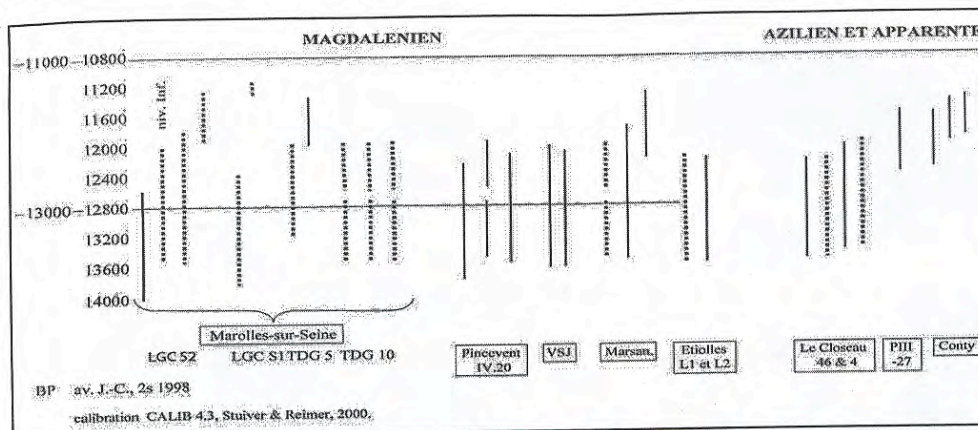 MAGDALENIEN AZILIEN ET APPARENTE
11000 10800
11200
niv. Inf.
11600
12000
12400
13000 12800
13200
13600
14000
Marolles-sur-Seine
LGC S2 LGC S1 TDG 5 TDG 10
Pincevent IV.20
VSJ
Marsan.
Etiolles L1 et L2
Le Closeau 46 & 4
PIII -27
Conty
BP av. J.-C., 2s 1998
calibration CALIB 4.3, Stuiver & Reimer, 2000.